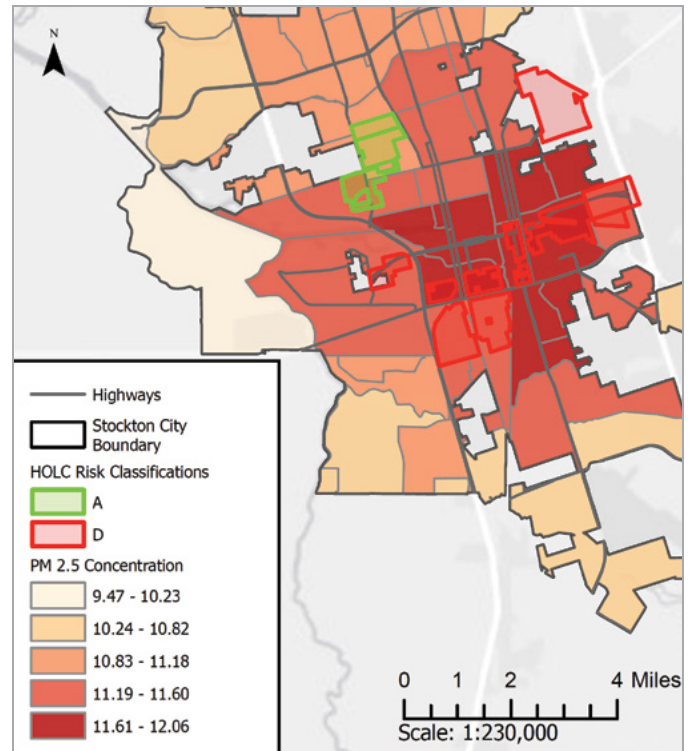 N
Highways
Stockton City
Boundary
HOLC Risk Classifications
A
D
PM 2.5 Concentration
9.47 - 10.23
10.24 - 10.82
10.83 - 11.18
11.19 - 11.60
11.61 - 12.06
0 1 2 4 Miles
Scale: 1:230,000